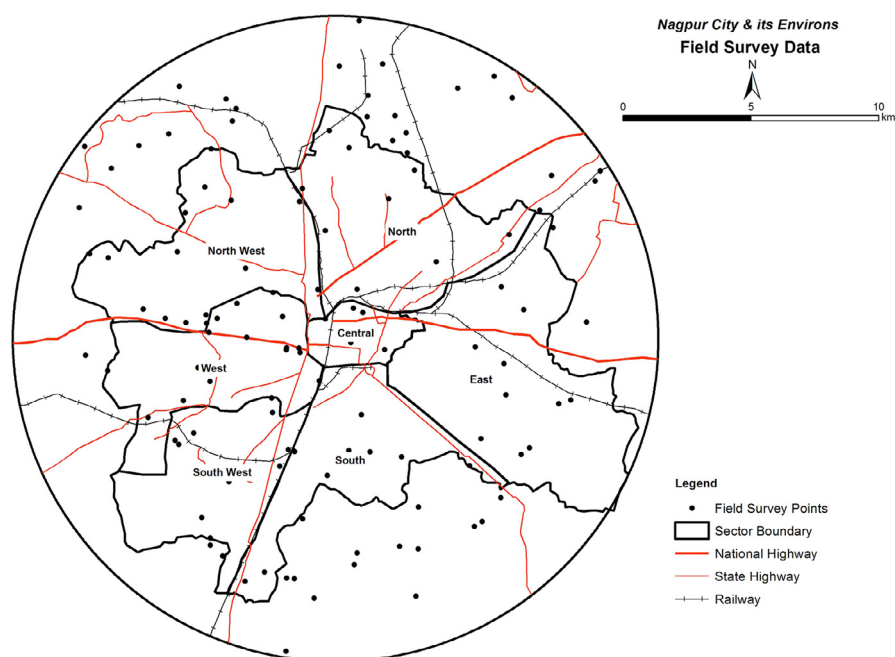 Nagpur City & its Environs
Field Survey Data
N
0 5 10
km
North
North West
Central
West
East
South
South West
Legend
Field Survey Points
Sector Boundary
National Highway
State Highway
Railway